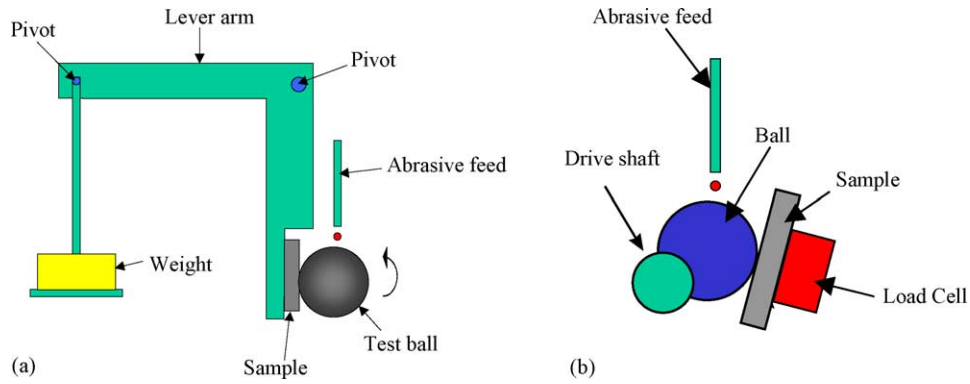 Lever arm
Pivot
Pivot
Abrasive feed
Weight
Test ball
Sample
(a)
Abrasive feed
Ball
Drive shaft
Sample
Load Cell
(b)